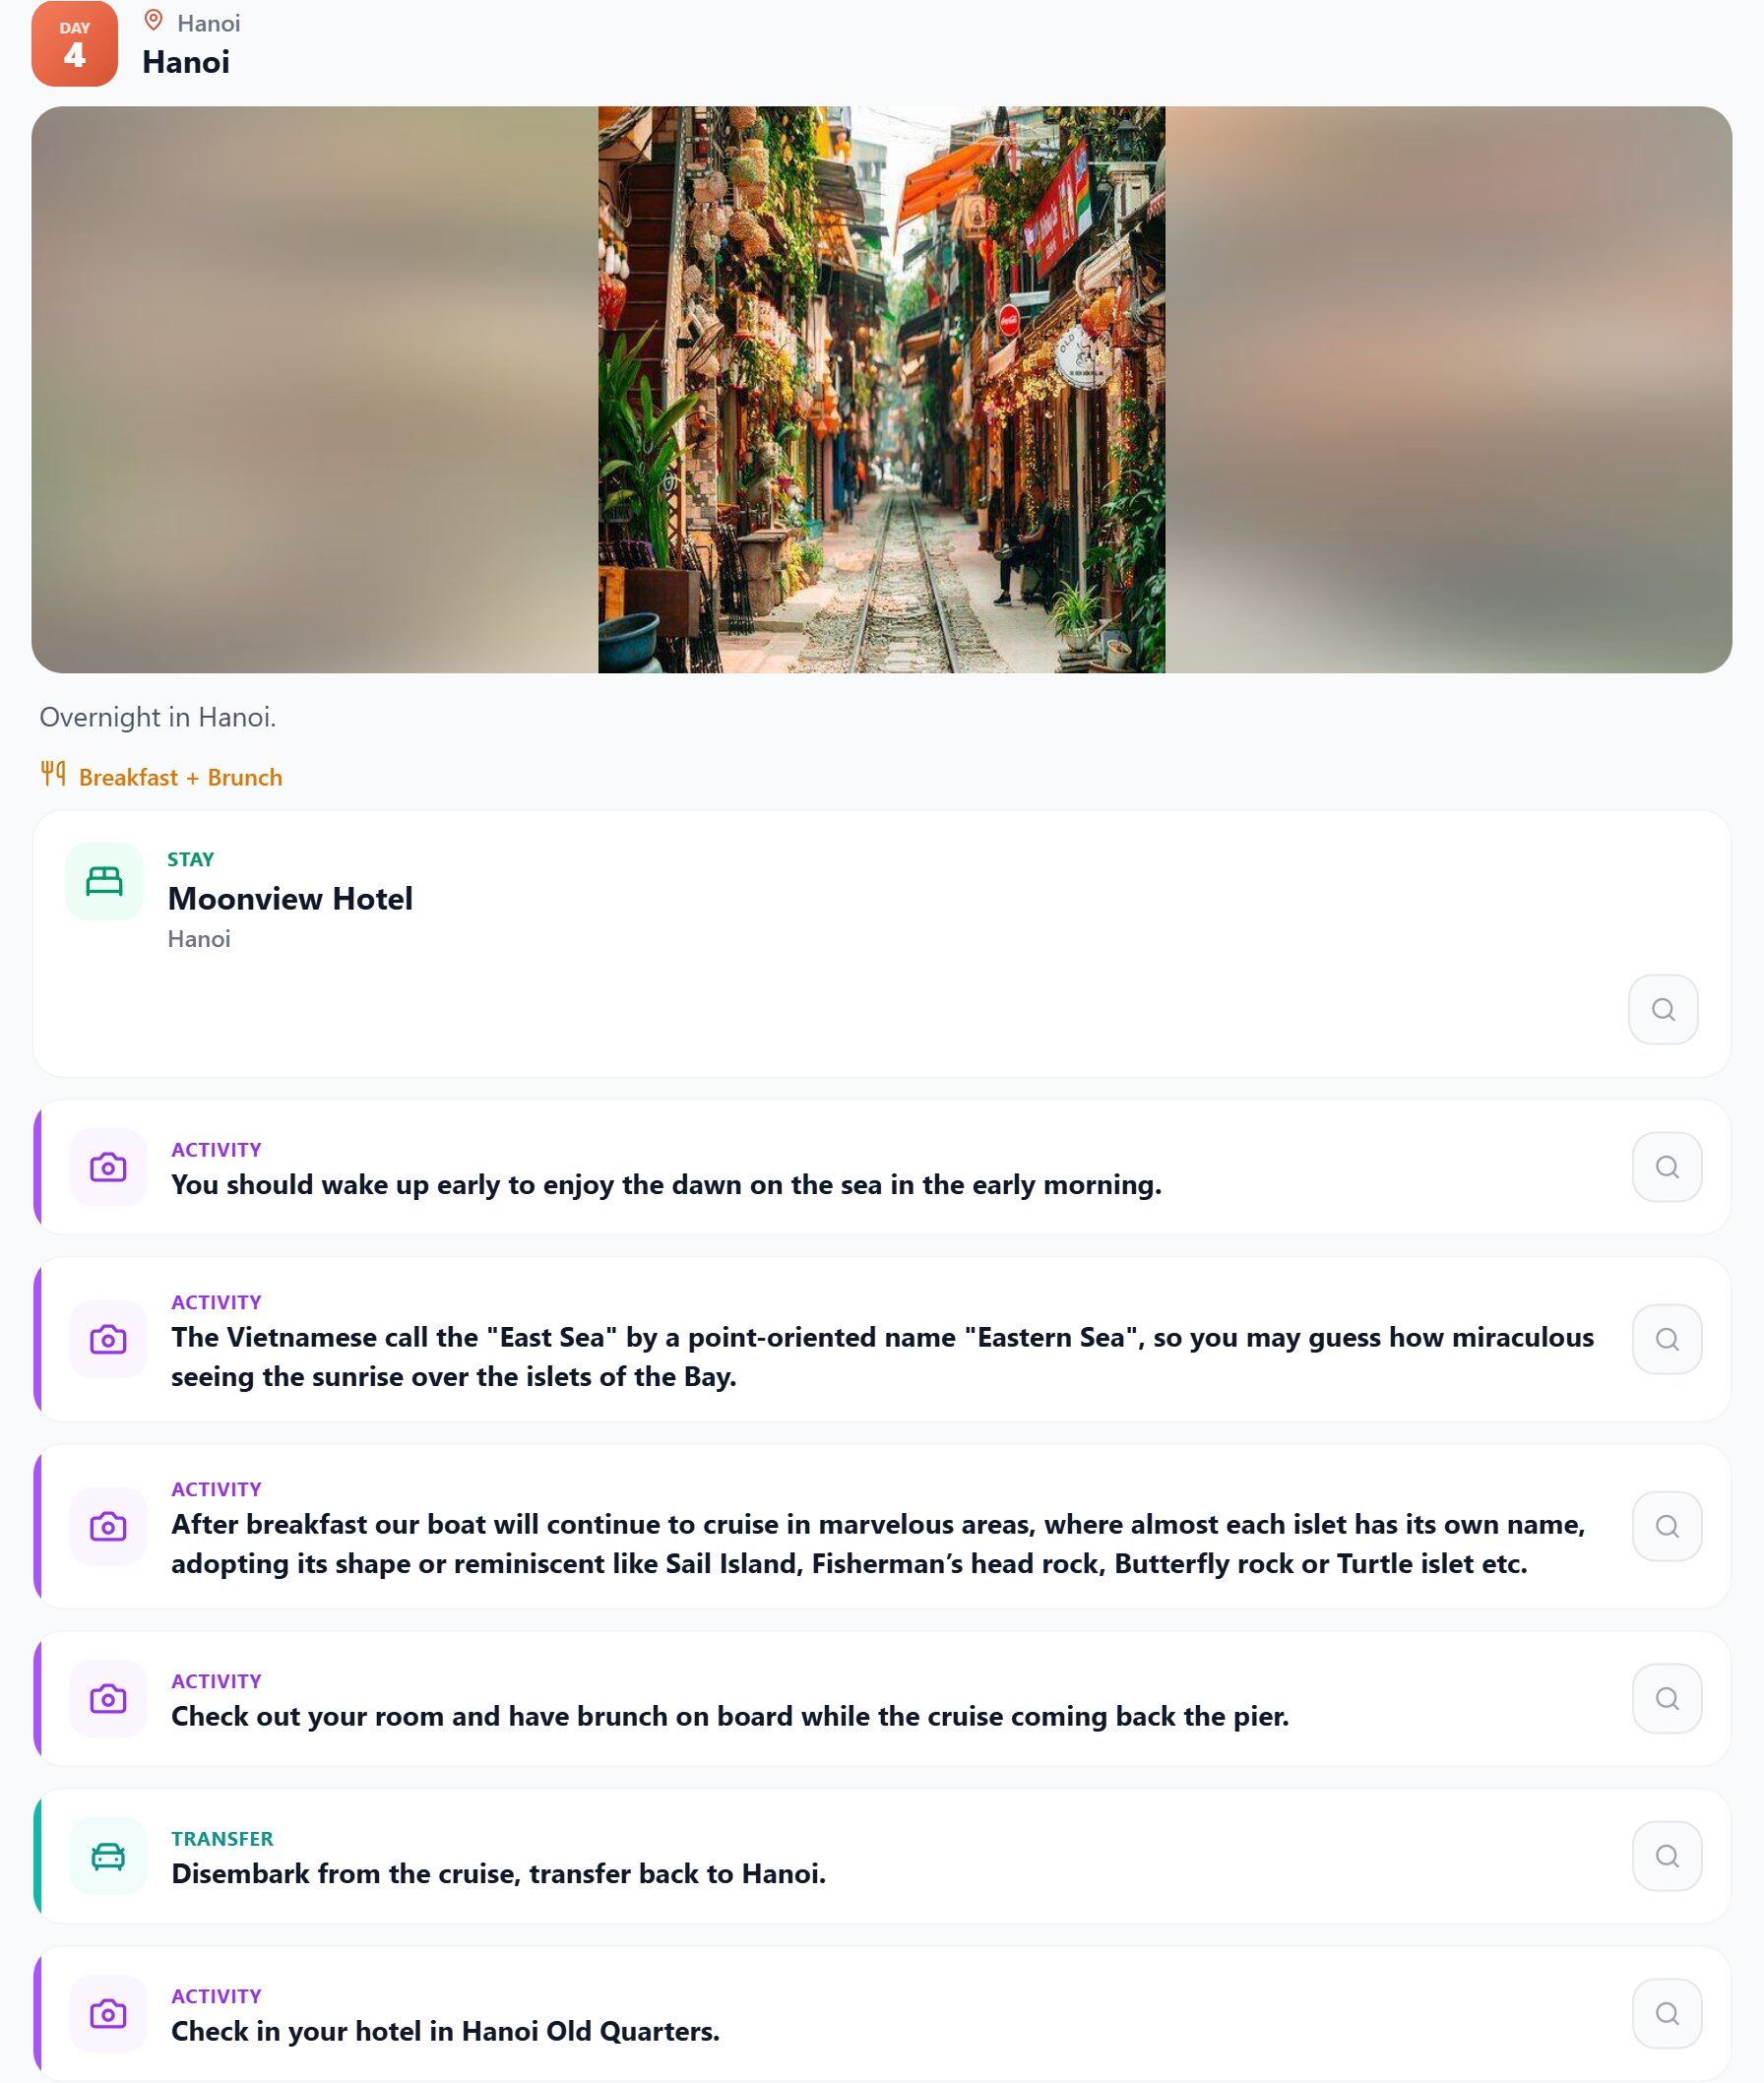 DAY
4
Hanoi
Hanoi
Overnight in Hanoi.
Breakfast + Brunch
STAY
Moonview Hotel
Hanoi
ACTIVITY
You should wake up early to enjoy the dawn on the sea in the early morning.
ACTIVITY
The Vietnamese call the "East Sea" by a point-oriented name "Eastern Sea", so you may guess how miraculous
seeing the sunrise over the islets of the Bay.
ACTIVITY
After breakfast our boat will continue to cruise in marvelous areas, where almost each islet has its own name,
adopting its shape or reminiscent like Sail Island, Fisherman’s head rock, Butterfly rock or Turtle islet etc.
ACTIVITY
Check out your room and have brunch on board while the cruise coming back the pier.
TRANSFER
Disembark from the cruise, transfer back to Hanoi.
ACTIVITY
Check in your hotel in Hanoi Old Quarters.